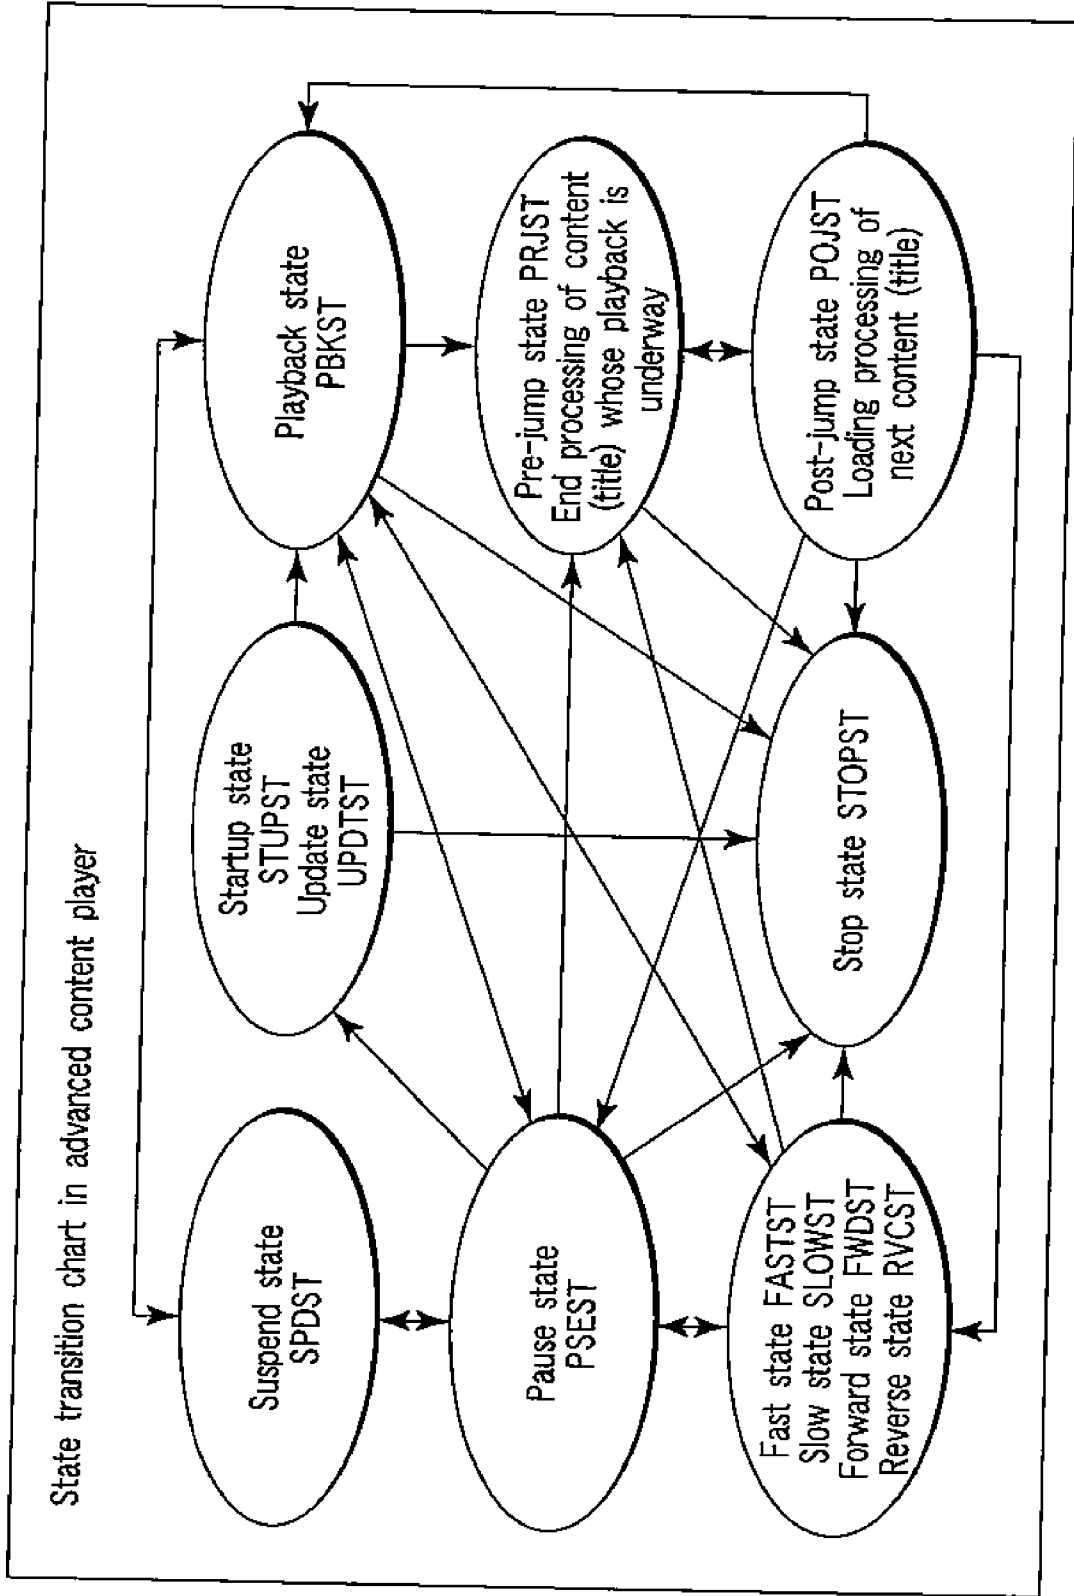 State transition chart in advanced content player
Suspend state
SPDST
Startup state
STUPST
Update state
UPDTST
Playback state
PBKST
Pause state
PSEST
Pre-jump state PRJST
End processing of content
(title) whose playback is
underway
Fast state FASTST
Slow state SLOWST
Forward state FWDST
Reverse state RVCST
Stop state STOPST
Post-jump state POJST
Loading processing of
next content (title)